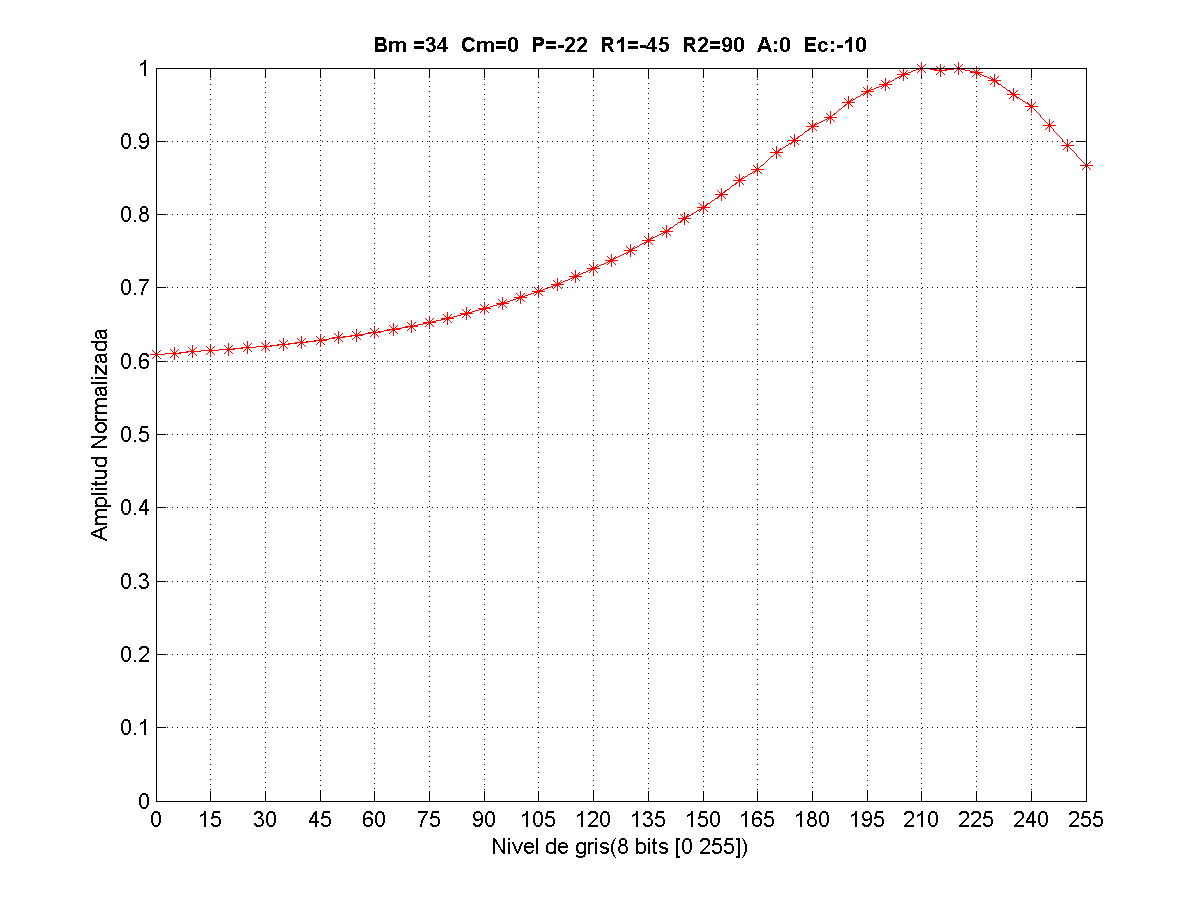 Bm =34 Cm=0 P=-22 R1=-45 R2=90 A:0 Ec:-10
1
0.9
0.8
0.7
0.6
0.5
0.4
0.3
0.2
0.1
0
Amplitud Normalizada
0 15 30 45 60 75 90 105 120 135 150 165 180 195 210 225 240 255
Nivel de gris(8 bits [0 255])